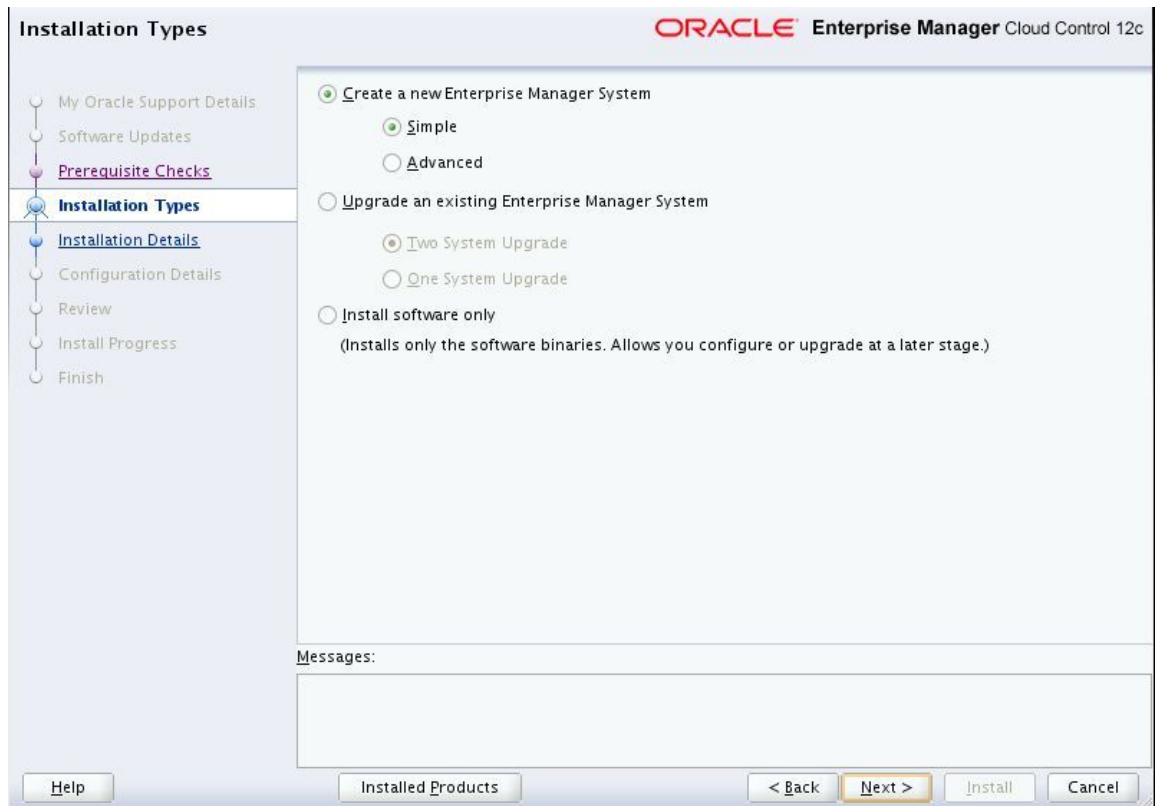 Installation Types
ORACLE Enterprise Manager Cloud Control 12c
My Oracle Support Details
Software Updates
Prerequisite Checks
Installation Types
Installation Details
Configuration Details
Review
Install Progress
Finish
Create a new Enterprise Manager System
Simple
Advanced
Upgrade an existing Enterprise Manager System
Two System Upgrade
One System Upgrade
Install software only
(Installs only the software binaries. Allows you configure or upgrade at a later stage.)
Messages:
Help
Installed Products
< Back
Next >
Install
Cancel